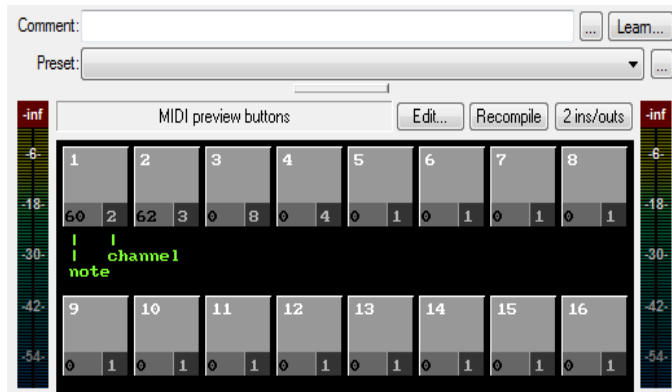 Comment: ... Learn...
Preset: ...
-inf MIDI preview buttons Edit... Recompile 2 ins/outs -inf
-6- 1 2 3 4 5 6 7 8 -6-
-18- 60 2 62 3 0 8 0 4 0 1 0 1 0 1 0 1 -18-
-30- channel -30-
note
-42- 9 10 11 12 13 14 15 16 -42-
-54- 0 1 0 1 0 1 0 1 0 1 0 1 0 1 0 1 -54-